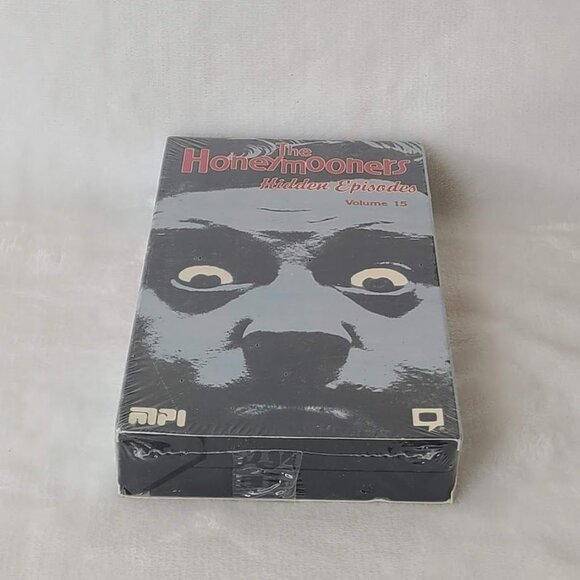 The
Honeymooners
Hidden Episodes
Volume 15
MPI